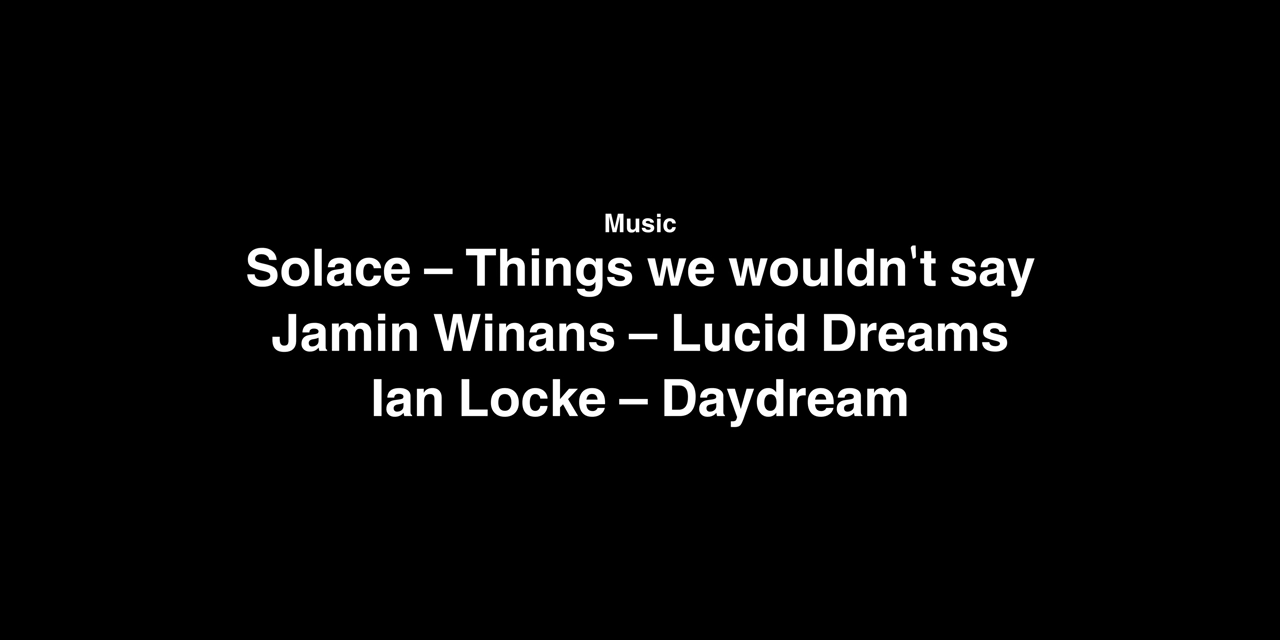 Music
Solace – Things we wouldn't say
Jamin Winans – Lucid Dreams
Ian Locke – Daydream